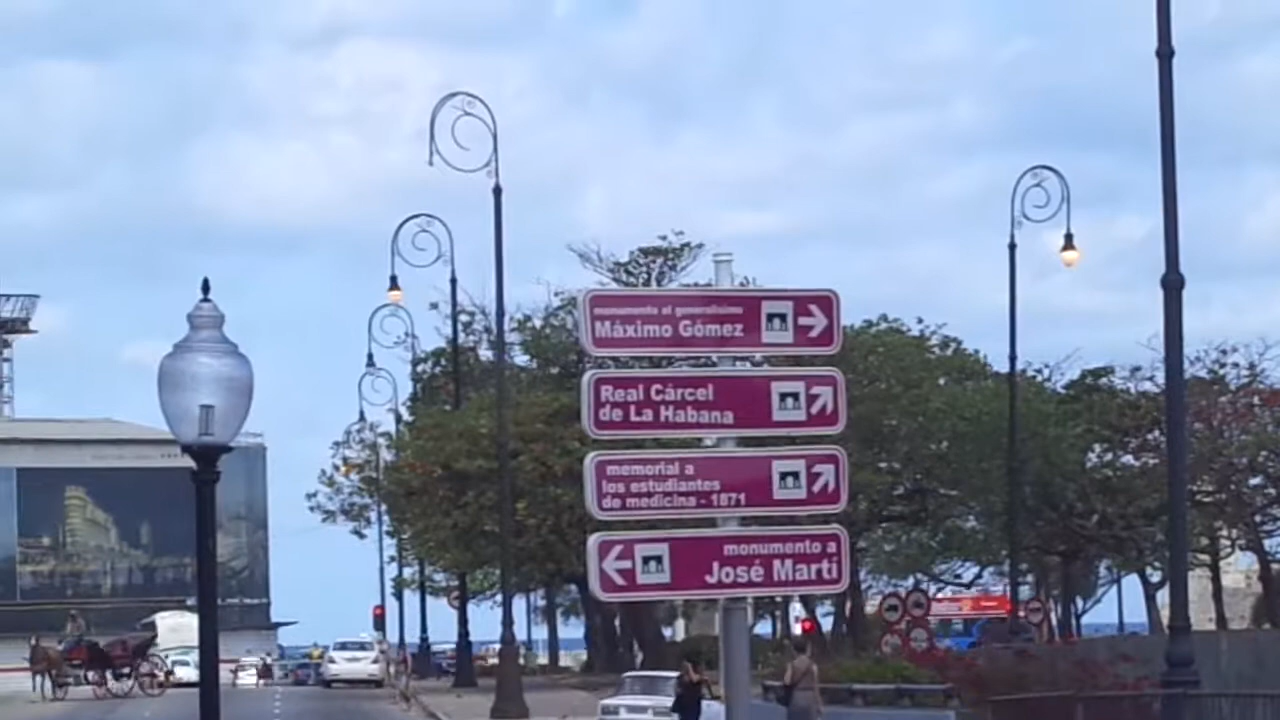 monumento al generalísimo
Máximo Gómez
Real Cárcel
de La Habana
memorial a
los estudiantes
de medicina - 1871
monumento a
José Martí